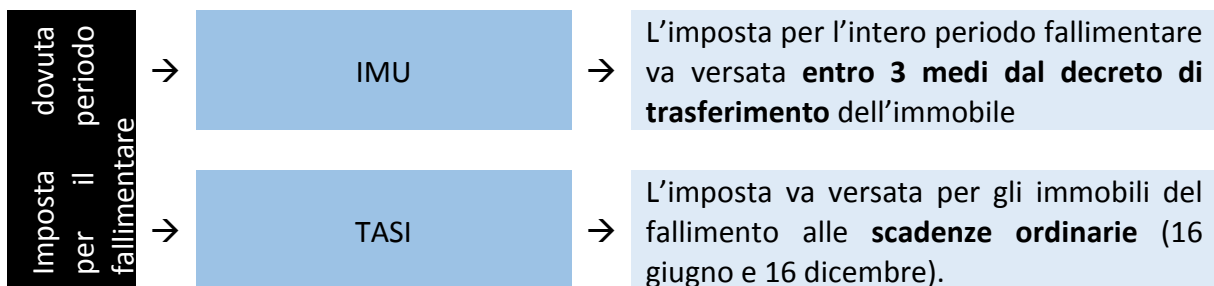 Imposta dovuta
per il periodo
fallimentare
→ IMU →
L’imposta per l’intero periodo fallimentare
va versata entro 3 medi dal decreto di
trasferimento dell’immobile
→ TASI →
L’imposta va versata per gli immobili del
fallimento alle scadenze ordinarie (16
giugno e 16 dicembre).